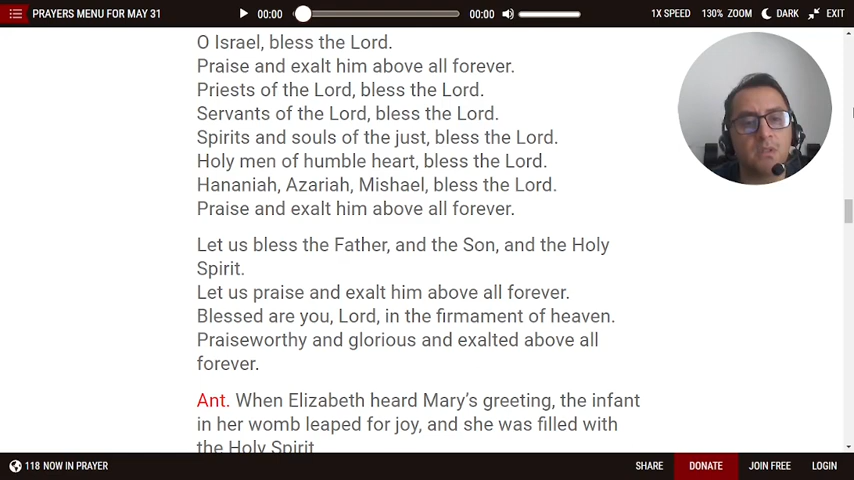 PRAYERS MENU FOR MAY 31
00:00
00:00
1X SPEED
130% ZOOM
DARK
EXIT
O Israel, bless the Lord.
Praise and exalt him above all forever.
Priests of the Lord, bless the Lord.
Servants of the Lord, bless the Lord.
Spirits and souls of the just, bless the Lord.
Holy men of humble heart, bless the Lord.
Hananiah, Azariah, Mishael, bless the Lord.
Praise and exalt him above all forever.
Let us bless the Father, and the Son, and the Holy
Spirit.
Let us praise and exalt him above all forever.
Blessed are you, Lord, in the firmament of heaven.
Praiseworthy and glorious and exalted above all
forever.
Ant. When Elizabeth heard Mary's greeting, the infant
in her womb leaped for joy, and she was filled with
the Holy Spirit
118 NOW IN PRAYER
SHARE
DONATE
JOIN FREE
LOGIN